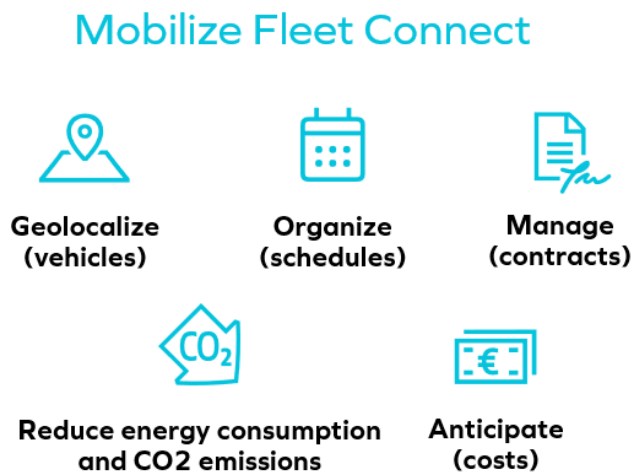 Mobilize Fleet Connect
Geolocalize
(vehicles)
Organize
(schedules)
Manage
(contracts)
CO₂
€
Reduce energy consumption
and CO2 emissions
Anticipate
(costs)